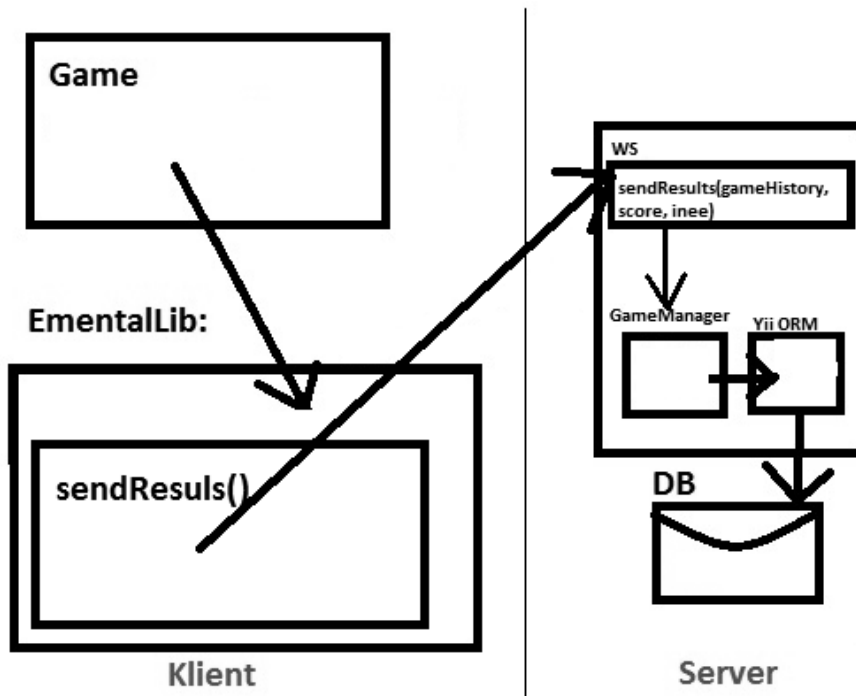 Game
EmentalLib:
sendResuls()
Klient
WS
sendResults(gameHistory,
score, inee)
GameManager
Yii ORM
DB
Server